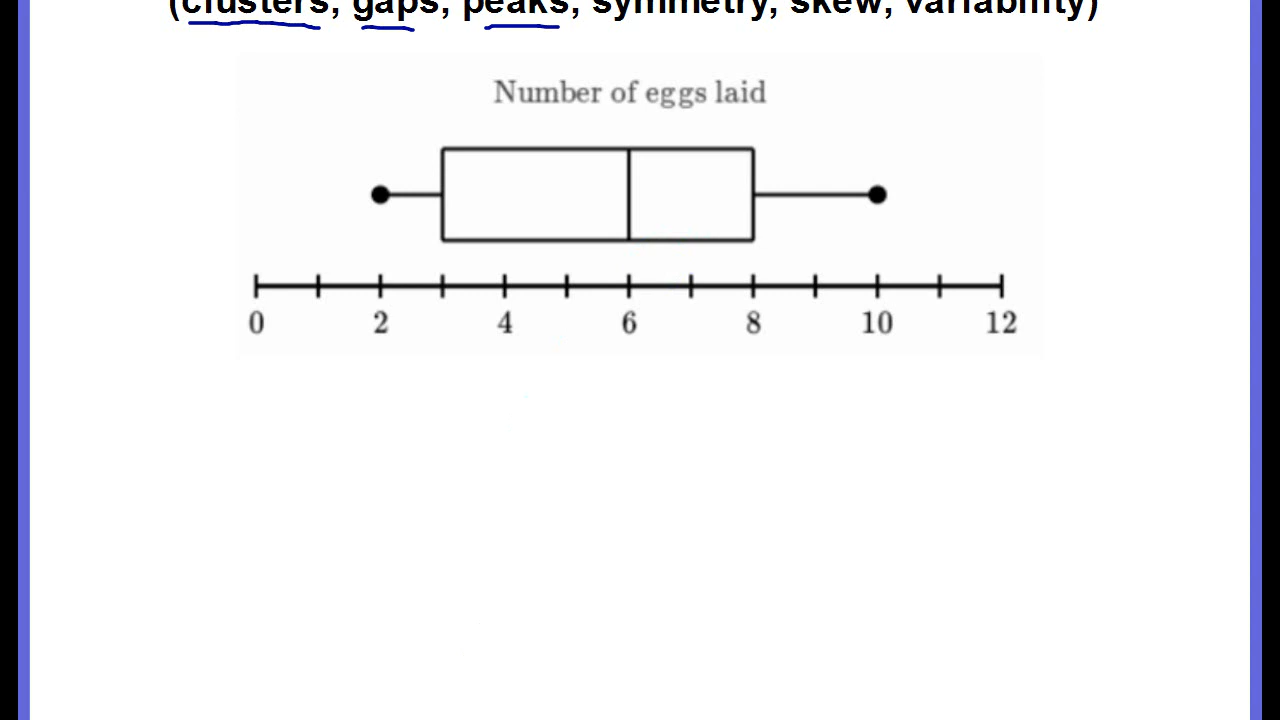 (clusters, gaps, peaks, symmetry, skew, variability)
Number of eggs laid
0 2 4 6 8 10 12